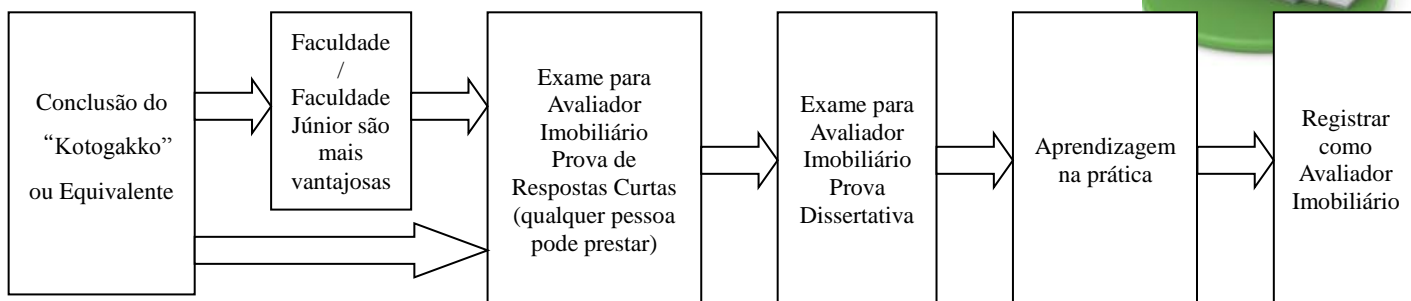 Conclusão do
“Kotogakko”
ou Equivalente
Faculdade
/
Faculdade
Júnior são
mais
vantajosas
Exame para
Avaliador
Imobiliário
Prova de
Respostas Curtas
(qualquer pessoa
pode prestar)
Exame para
Avaliador
Imobiliário
Prova
Dissertativa
Aprendizagem
na prática
Registrar
como
Avaliador
Imobiliário